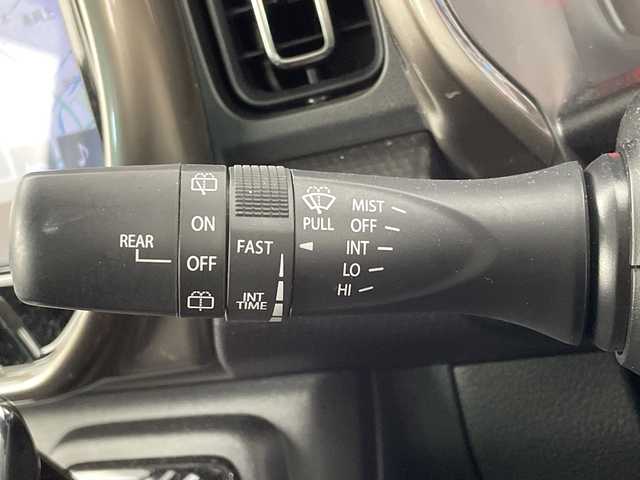 REAR
ON
OFF
FAST
INT
TIME
PULL
MIST
OFF
INT
LO
HI